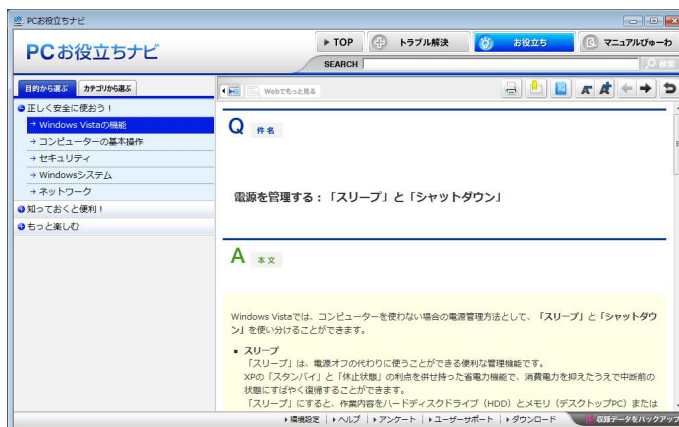 PCお役立ちナビ
PCお役立ちナビ
TOP
トラブル解決
お役立ち
マニュアルびゅーわ
SEARCH
検索
目的から選ぶ
カテゴリから選ぶ
Webでもっと見る
正しく安全に使おう！
→ Windows Vistaの機能
→ コンピューターの基本操作
→ セキュリティ
→ Windowsシステム
→ ネットワーク
知っておくと便利！
もっと楽しむ
Q 件名
電源を管理する：「スリープ」と「シャットダウン」
A 本文
Windows Vistaでは、コンピューターを使わない場合の電源管理方法として、「スリープ」と「シャットダウ
ン」を使い分けることができます。
■ スリープ
「スリープ」は、電源オフの代わりに使うことができる便利な管理機能です。
XPの「スタンバイ」と「休止状態」の利点を併せ持った省電力機能で、消費電力を抑えたうえで中断前の
状態にすばやく復帰することができます。
「スリープ」にすると、作業内容をハードディスクドライブ（HDD）とメモリ（デスクトップPC）または
環境設定
ヘルプ
アンケート
ユーザーサポート
ダウンロード
収録データをバックアップ